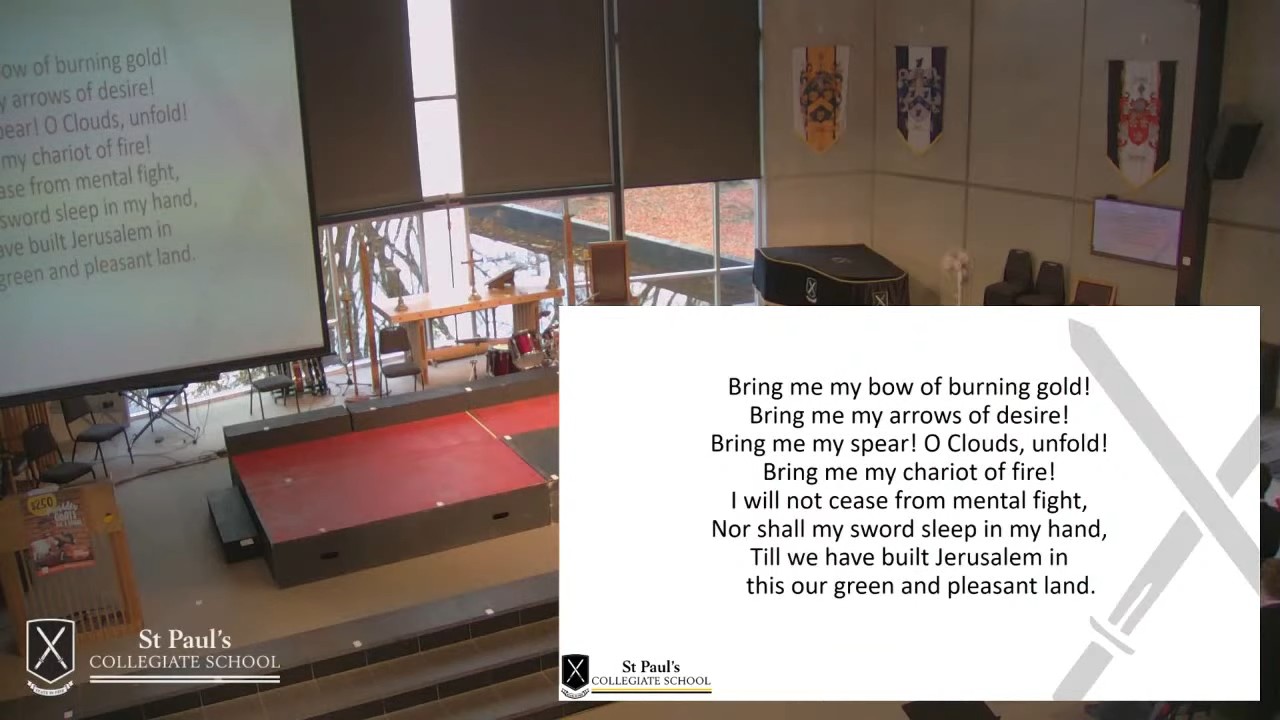 ow of burning gold!
y arrows of desire!
pear! O Clouds, unfold!
my chariot of fire!
ase from mental fight,
sword sleep in my hand,
ave built Jerusalem in
green and pleasant land.
$250
Bring me my bow of burning gold!
Bring me my arrows of desire!
Bring me my spear! O Clouds, unfold!
Bring me my chariot of fire!
I will not cease from mental fight,
Nor shall my sword sleep in my hand,
Till we have built Jerusalem in
this our green and pleasant land.
St Paul's
COLLEGIATE SCHOOL
St Paul's
COLLEGIATE SCHOOL